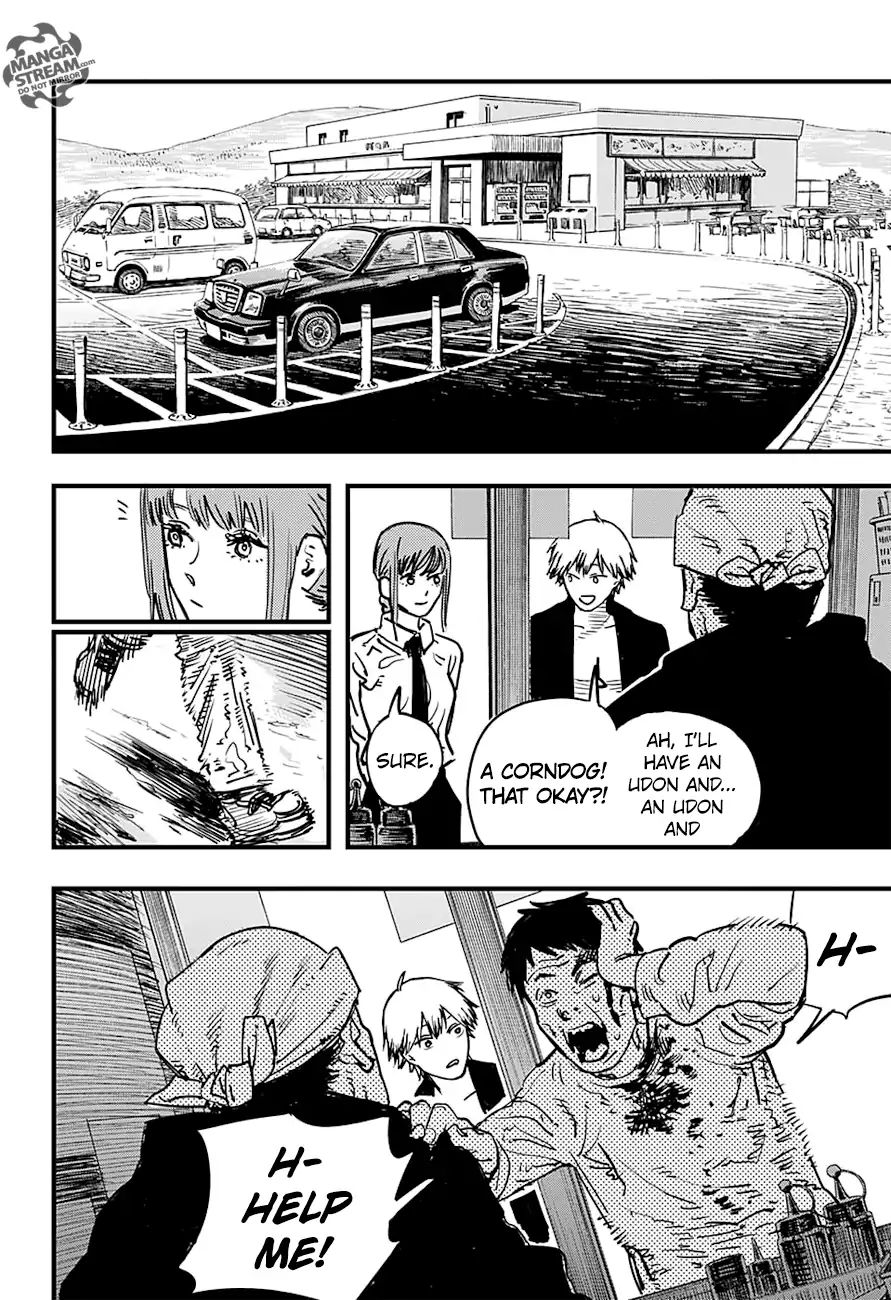 MANGA
STREAM.com
DO NOT MIRROR
AH, I'LL
HAVE AN
UDON AND...
AN UDON
AND
A CORNDOG!
THAT OKAY?!
SURE.
H-
H-
HELP
ME!